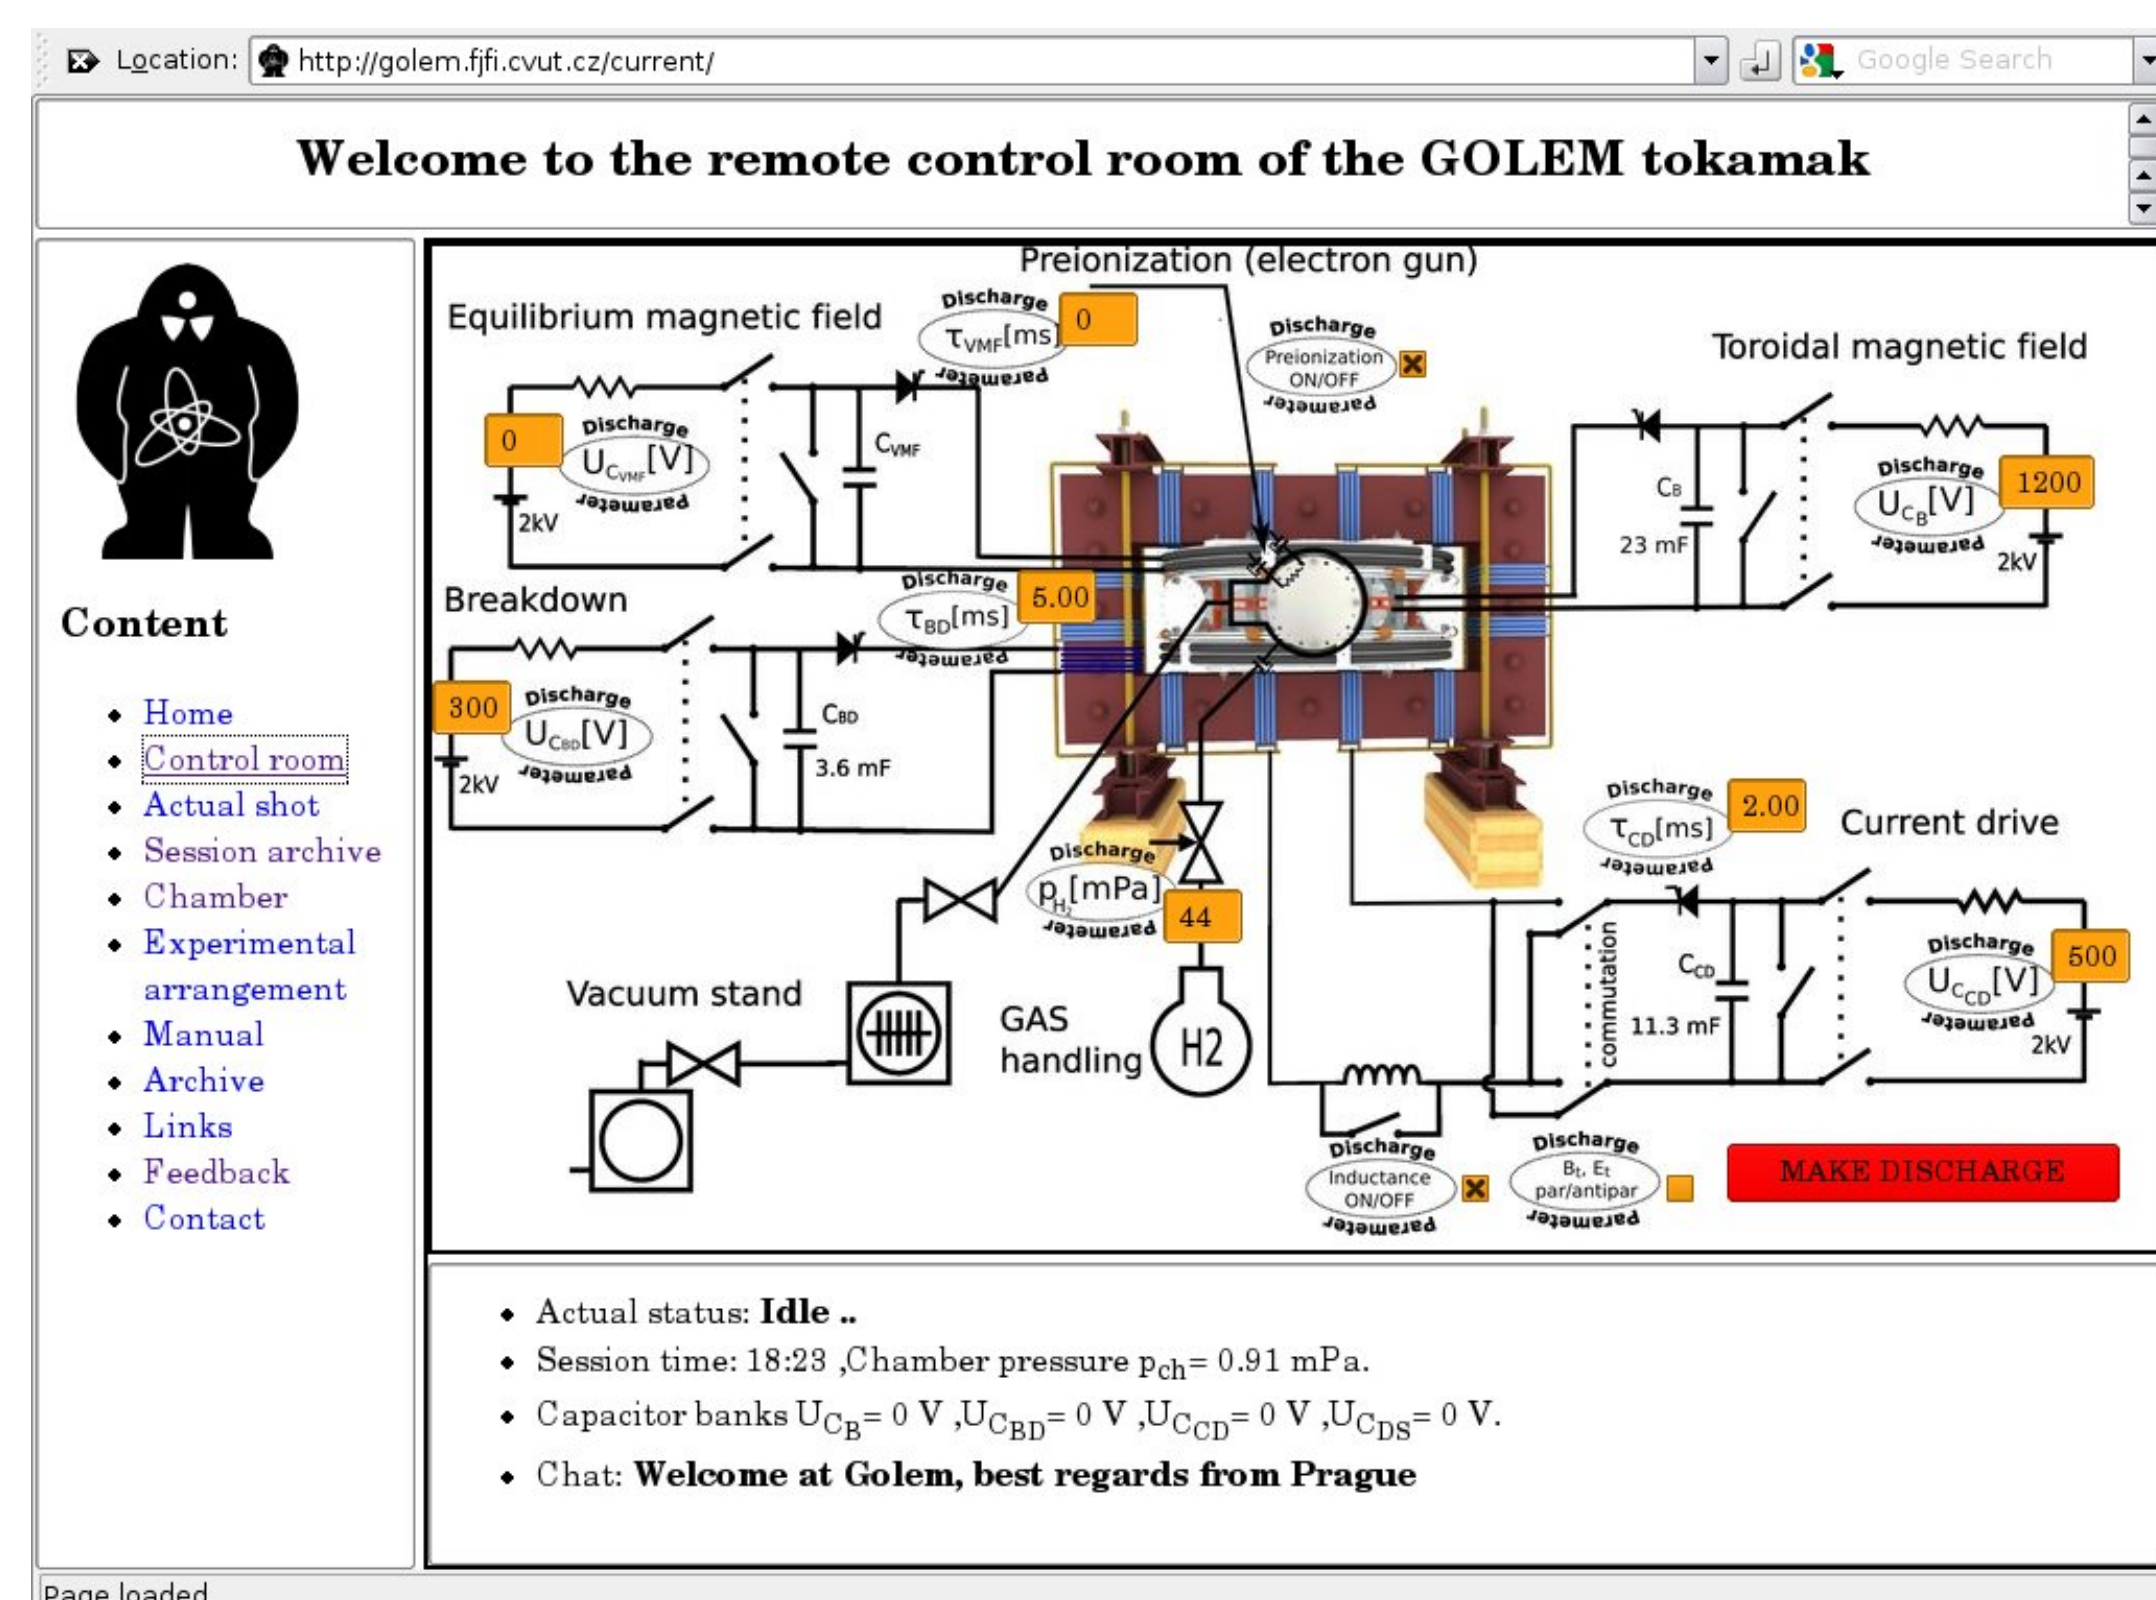 Location: http://golem.fjfi.cvut.cz/current/ Google Search
Welcome to the remote control room of the GOLEM tokamak
Content
Home
Control room
Actual shot
Session archive
Chamber
Experimental
arrangement
Manual
Archive
Links
Feedback
Contact
Preionization (electron gun)
Equilibrium magnetic field
Discharge
τVMF[ms]
Parameter
0
Discharge
Preionization
ON/OFF
Parameter
Toroidal magnetic field
0
Discharge
UCVMF[V]
Parameter
2kV
CVMF
CB
23 mF
Discharge
UCB[V]
Parameter
1200
2kV
Breakdown
Discharge
τBD[ms]
Parameter
5.00
300
Discharge
UCBD[V]
Parameter
2kV
CBD
3.6 mF
Discharge
τCD[ms]
Parameter
2.00
Current drive
Discharge
pH2[mPa]
Parameter
44
commutation
CCD
11.3 mF
Discharge
UCCD[V]
Parameter
500
2kV
Vacuum stand
GAS
handling
H2
Discharge
Inductance
ON/OFF
Parameter
Discharge
Bt, Et
par/antipar
Parameter
MAKE DISCHARGE
Actual status: Idle ..
Session time: 18:23 ,Chamber pressure pch= 0.91 mPa.
Capacitor banks UCB= 0 V ,UCBD= 0 V ,UCCD= 0 V ,UCDS= 0 V.
Chat: Welcome at Golem, best regards from Prague
Page loaded